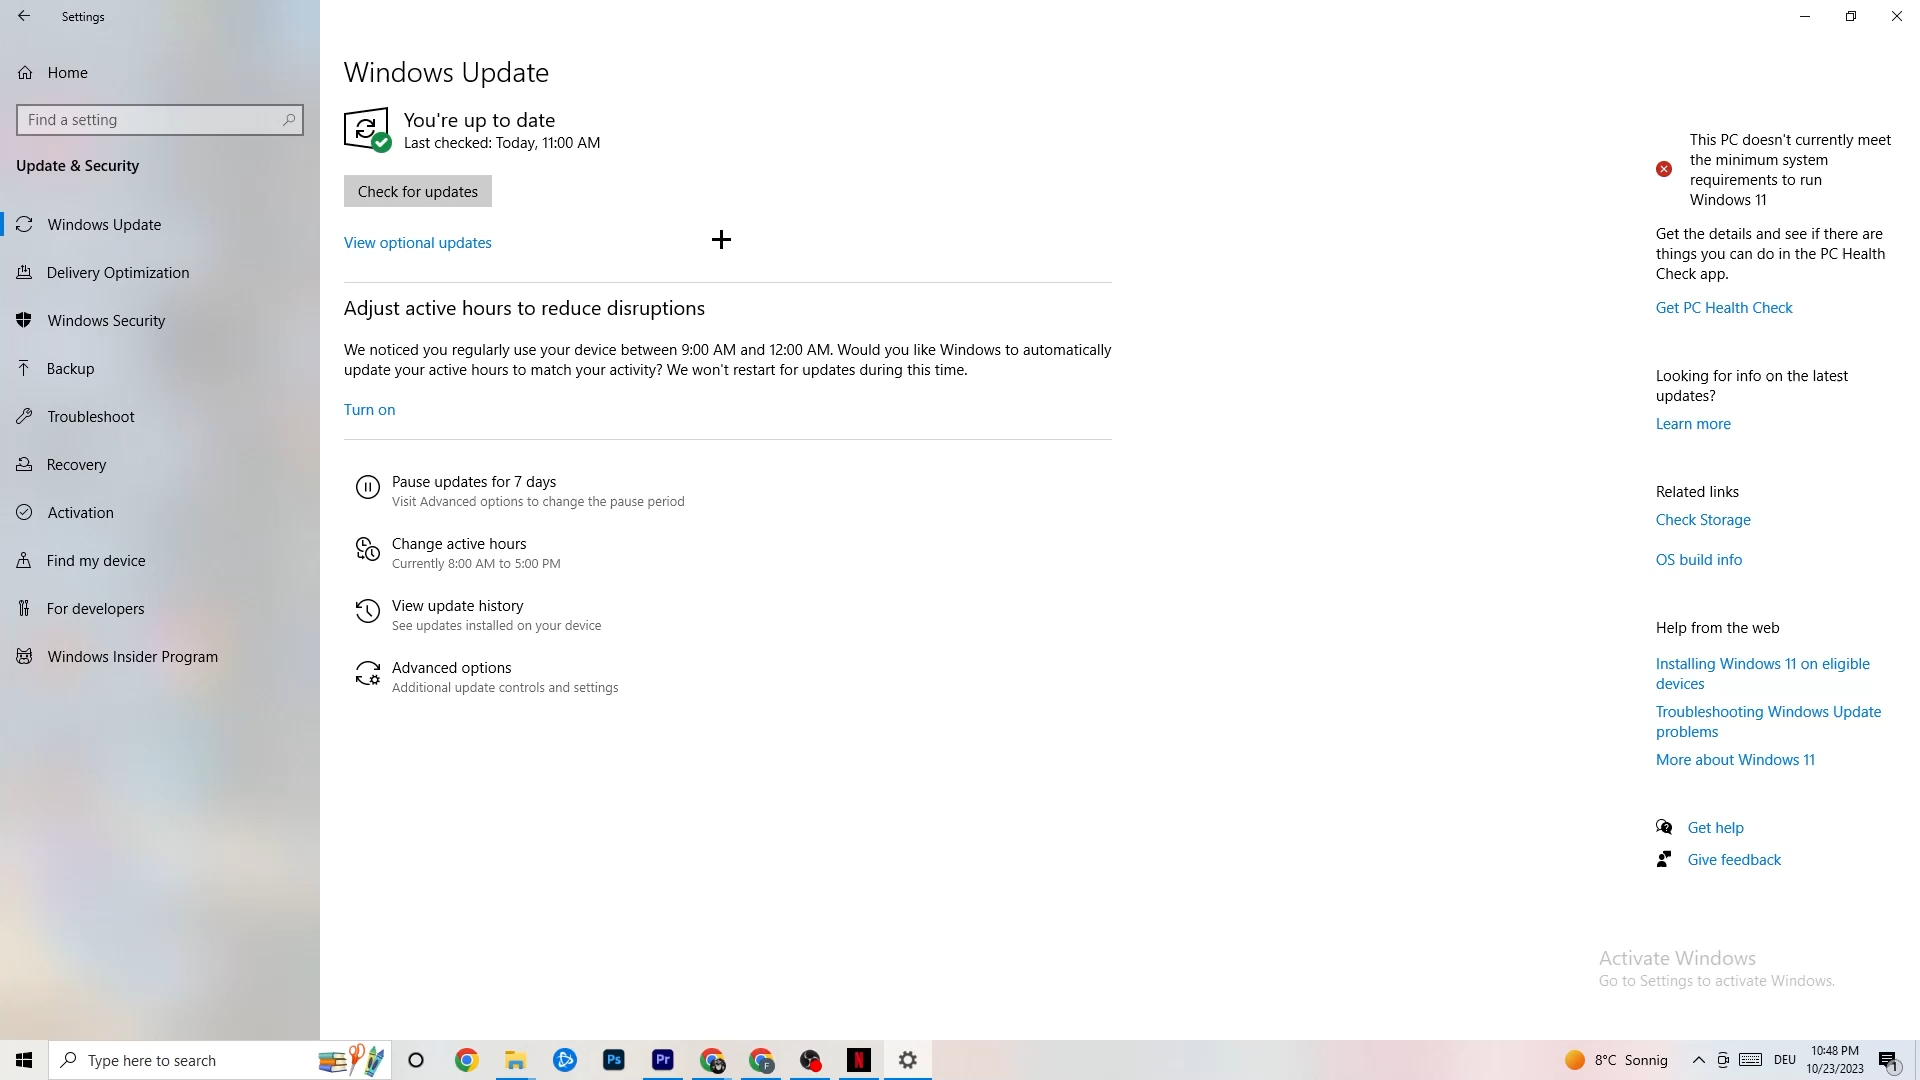 Settings
Home
Find a setting
Update & Security
Windows Update
Delivery Optimization
Windows Security
Backup
Troubleshoot
Recovery
Activation
Find my device
For developers
Windows Insider Program
Windows Update
You're up to date
Last checked: Today, 11:00 AM
Check for updates
View optional updates
Adjust active hours to reduce disruptions
We noticed you regularly use your device between 9:00 AM and 12:00 AM. Would you like Windows to automatically
update your active hours to match your activity? We won't restart for updates during this time.
Turn on
Pause updates for 7 days
Visit Advanced options to change the pause period
Change active hours
Currently 8:00 AM to 5:00 PM
View update history
See updates installed on your device
Advanced options
Additional update controls and settings
This PC doesn't currently meet
the minimum system
requirements to run
Windows 11
Get the details and see if there are
things you can do in the PC Health
Check app.
Get PC Health Check
Looking for info on the latest
updates?
Learn more
Related links
Check Storage
OS build info
Help from the web
Installing Windows 11 on eligible
devices
Troubleshooting Windows Update
problems
More about Windows 11
Get help
Give feedback
Activate Windows
Go to Settings to activate Windows.
Type here to search
Ps
Pr
F
N
8°C Sonnig
DEU
10:48 PM
10/23/2023
1